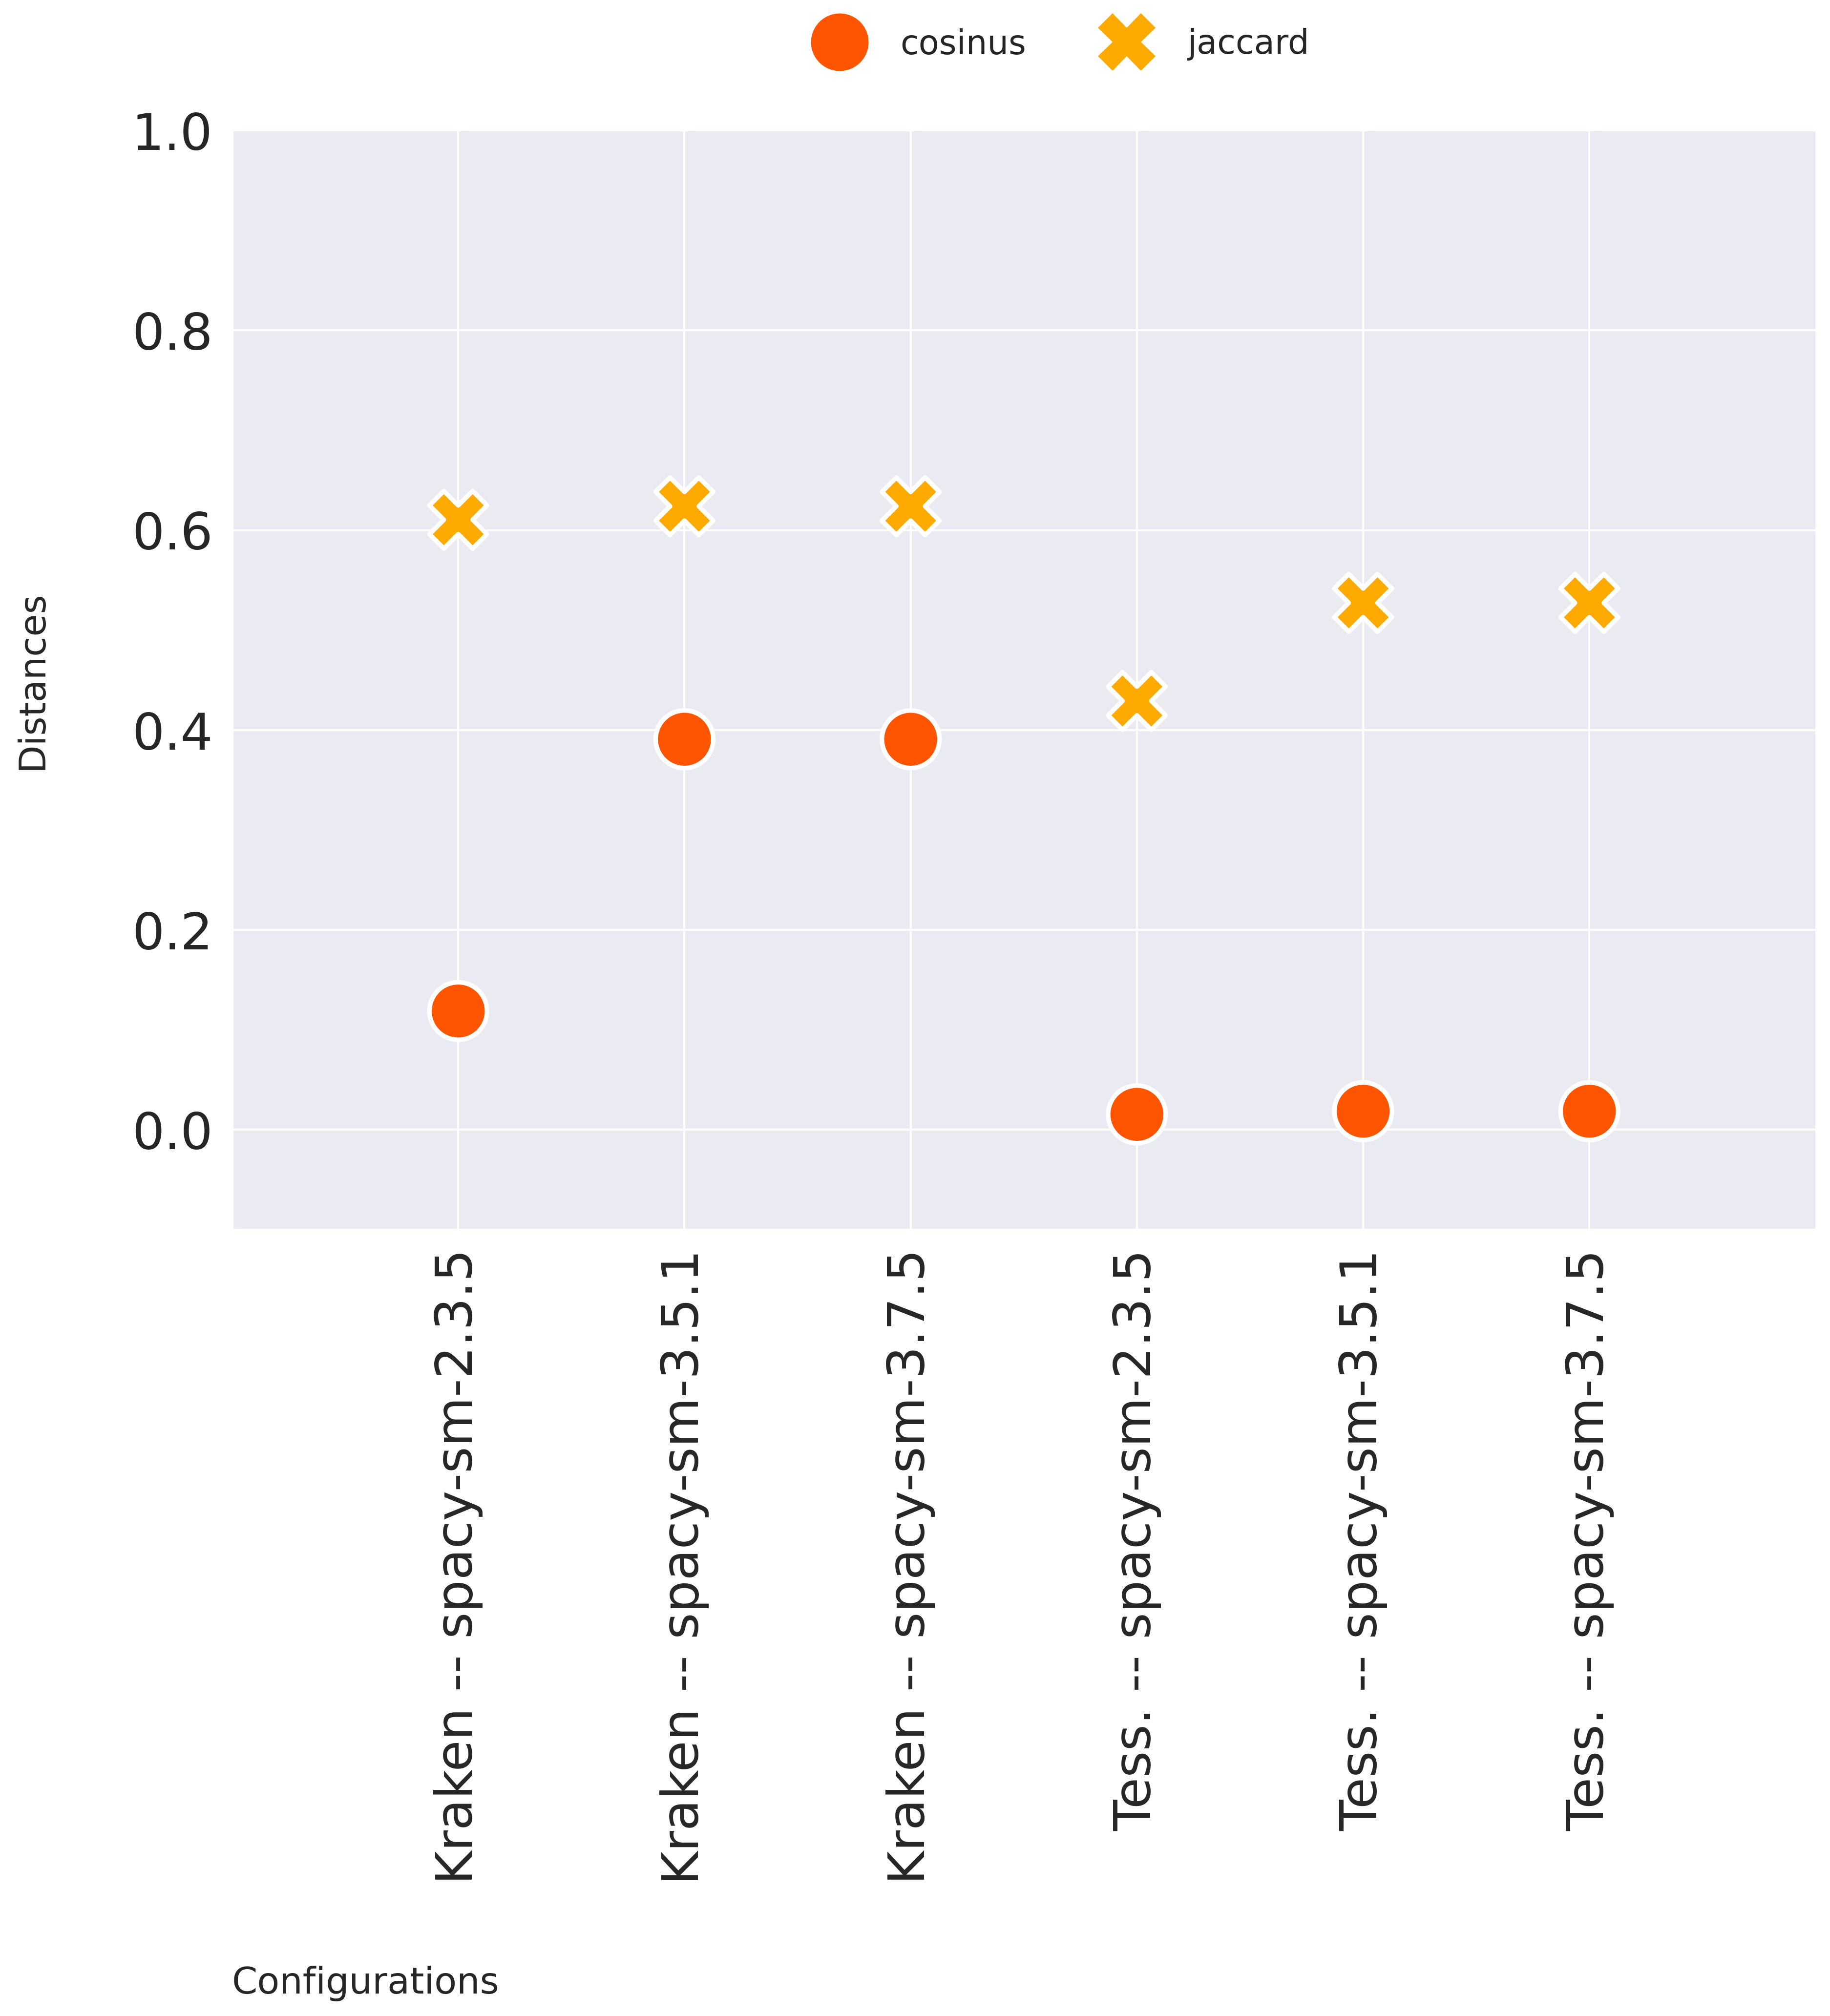 cosinus jaccard
1.0
0.8
0.6
0.4
0.2
0.0
Distances
Kraken -- spacy-sm-2.3.5
Kraken -- spacy-sm-3.5.1
Kraken -- spacy-sm-3.7.5
Tess. -- spacy-sm-2.3.5
Tess. -- spacy-sm-3.5.1
Tess. -- spacy-sm-3.7.5
Configurations